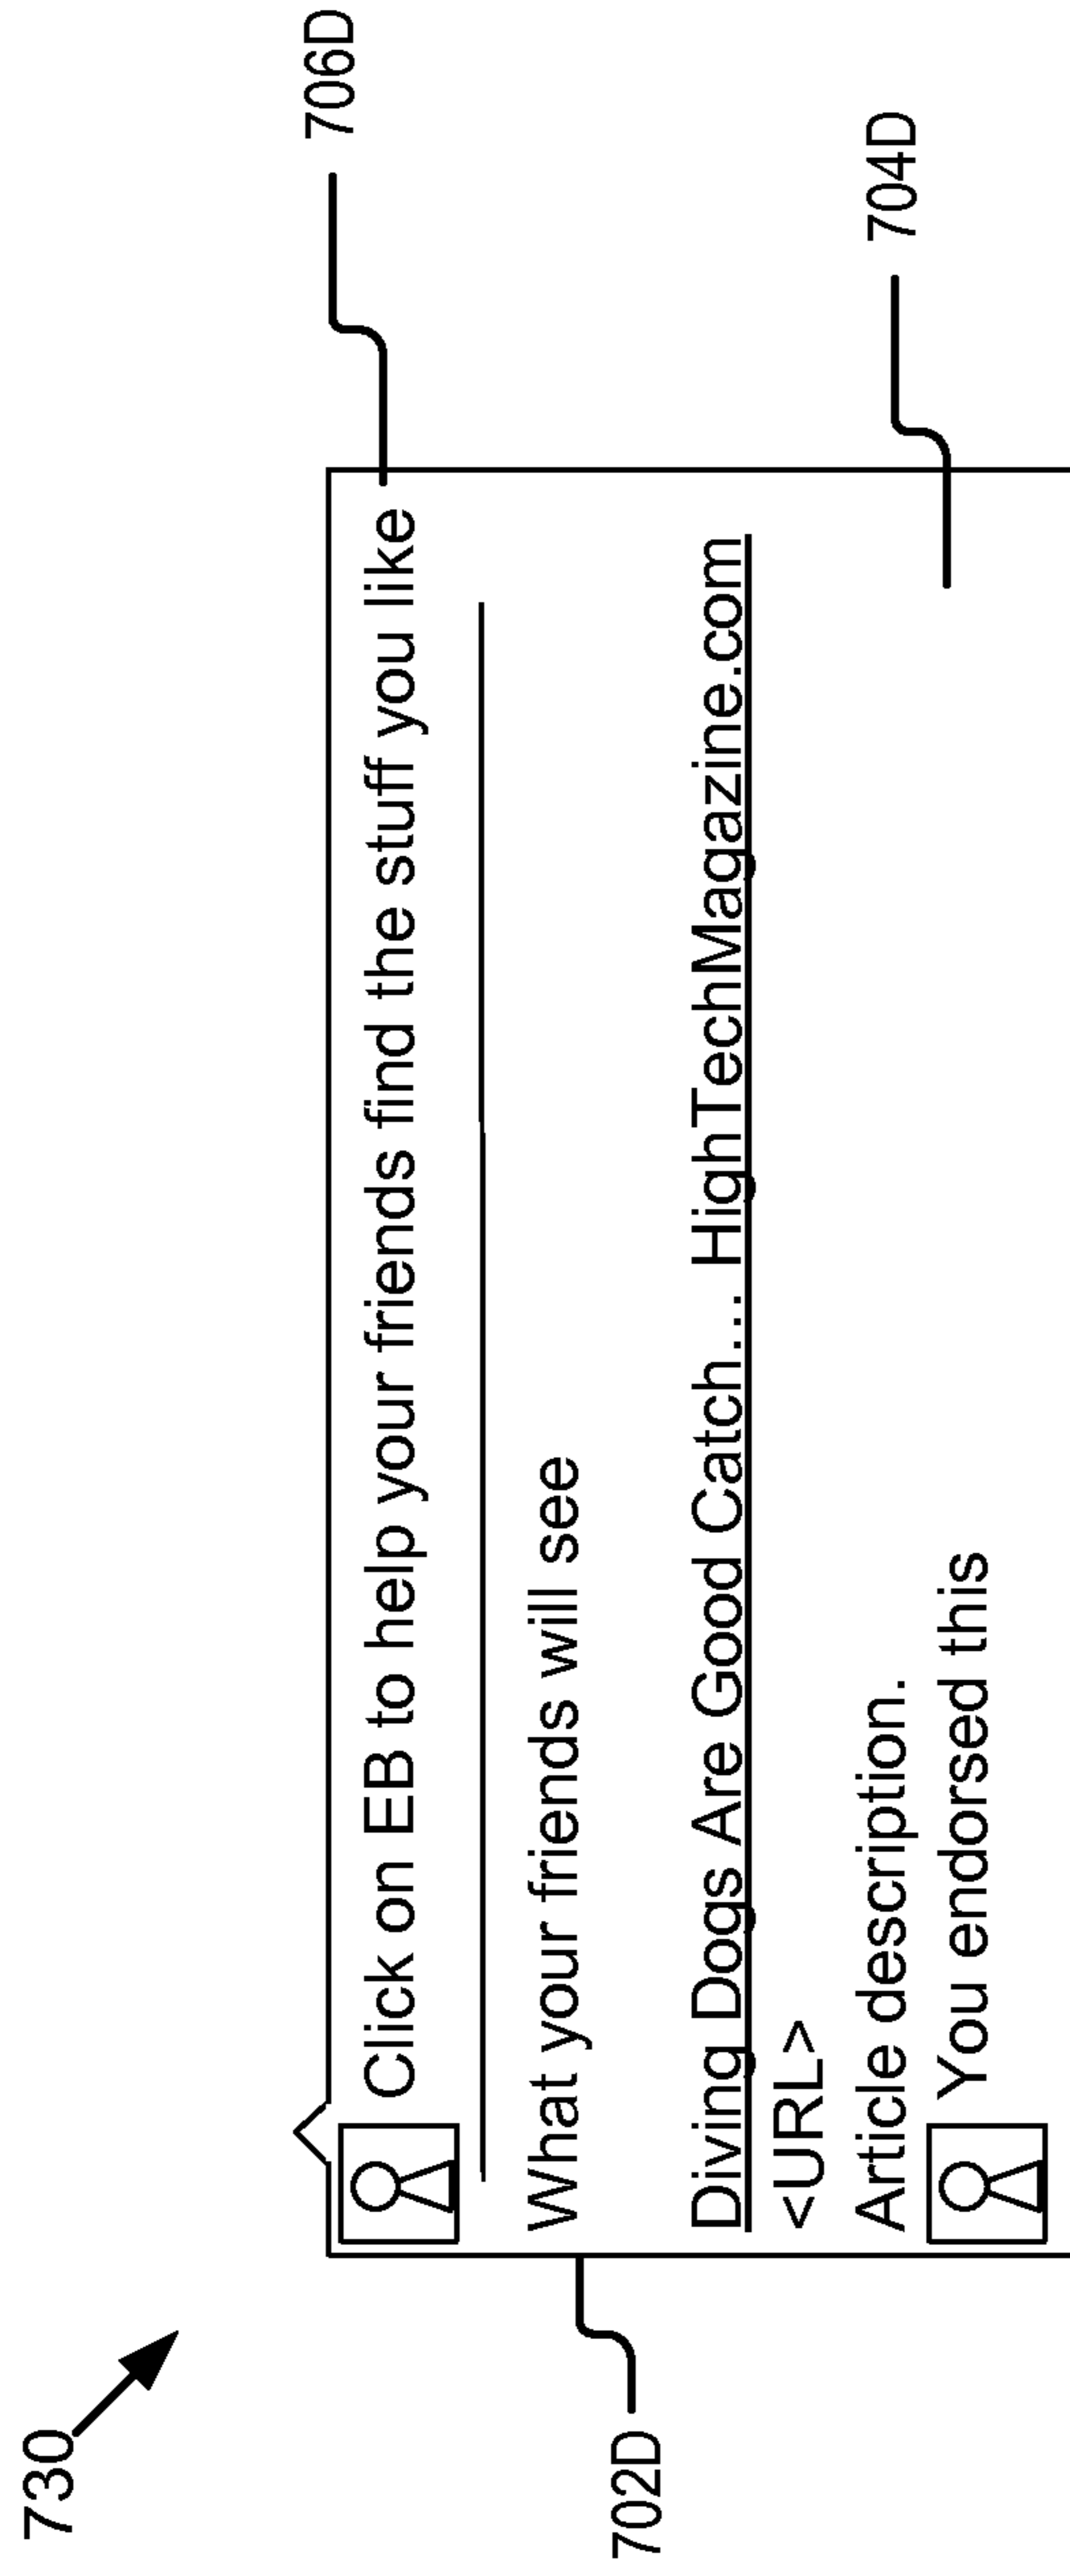 730
706D
Click on EB to help your friends find the stuff you like
702D
What your friends will see
Diving Dogs Are Good Catch... HighTechMagazine.com
<URL>
Article description.
704D
You endorsed this